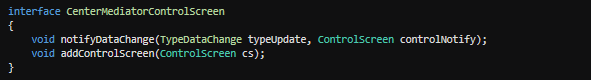 interface CenterMediatorControlScreen
{
    void notifyDataChange(TypeDataChange typeUpdate, ControlScreen controlNotify);
    void addControlScreen(ControlScreen cs);
}